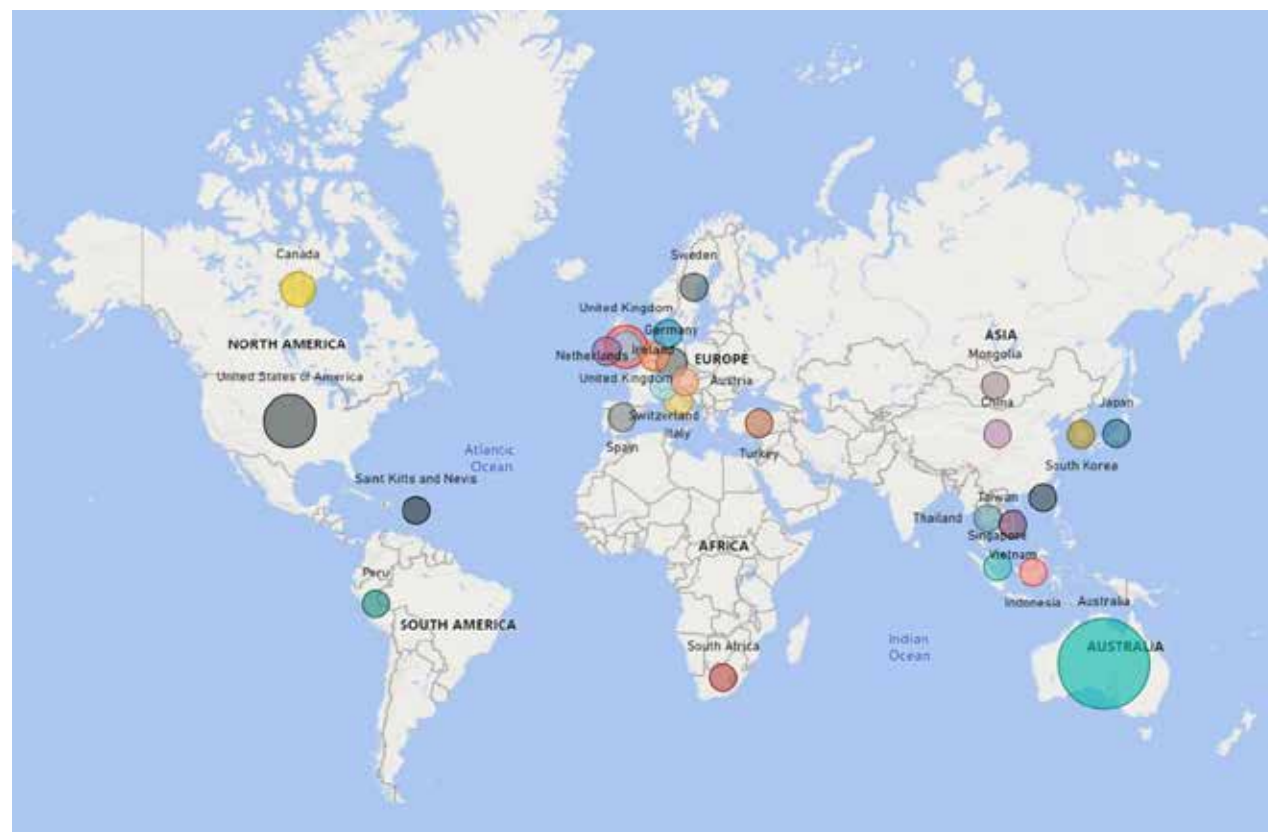 Canada
Sweden
United Kingdom
Germany
NORTH AMERICA
ASIA
Netherlands
Ireland
EUROPE
Mongolia
United States of America
United Kingdom
Austria
China
Japan
Switzerland
Italy
Spain
Turkey
Atlantic
Ocean
South Korea
Saint Kitts and Nevis
Taiwan
Thailand
Singapore
AFRICA
Vietnam
Peru
Indonesia
Australia
SOUTH AMERICA
Indian
Ocean
South Africa
AUSTRALIA